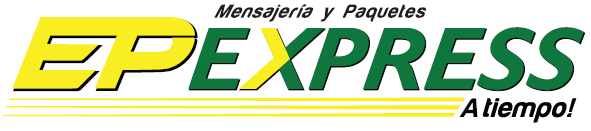 Mensajería y Paquetes
EPEXPRESS
A tiempo!